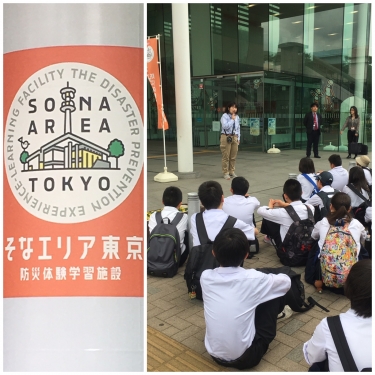 THE DISASTER PREVENTION EXPERIENCE-LEARNING FACILITY
SONA
AREA
TOKYO
そなエリア東京
防災体験学習施設